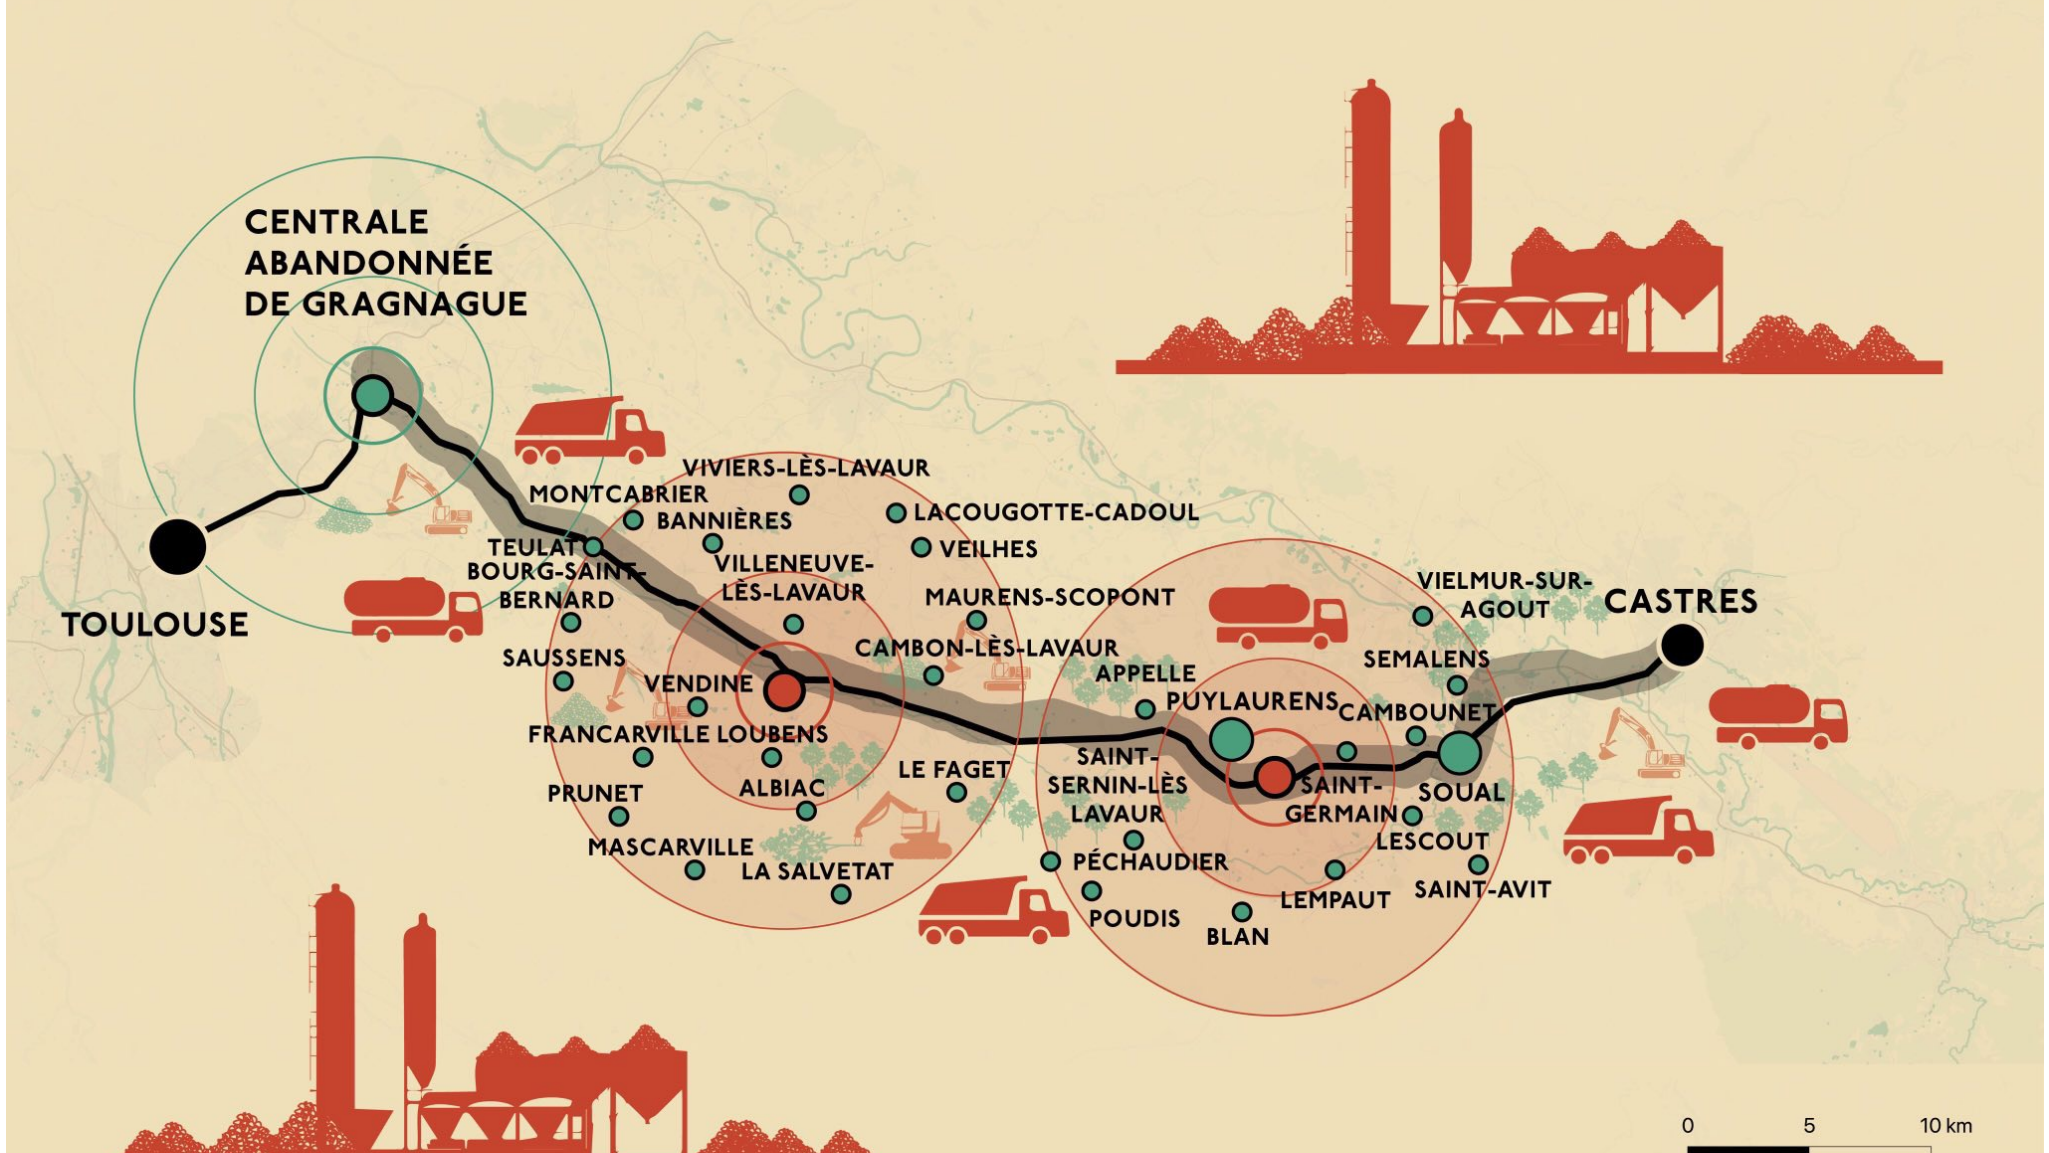 CENTRALE
ABANDONNÉE
DE GRAGNAGUE
TOULOUSE
VIVIERS-LÈS-LAVAUR
MONTCABRIER
BANNIÈRES
LACOUGOTTE-CADOUL
VEILHES
TEULAT
BOURG-SAINT-
BERNARD
VILLENEUVE-
LÈS-LAVAUR
MAURENS-SCOPONT
CAMBON-LÈS-LAVAUR
SAUSSENS
VENDINE
FRANCARVILLE
LOUBENS
PRUNET
ALBIAC
LE FAGET
MASCARVILLE
LA SALVETAT
APPELLE
PUYLAURENS
VIELMUR-SUR-
AGOUT
CASTRES
SEMALENS
CAMBOUNET
SAINT-
SERNIN-LÈS
LAVAUR
SAINT-
GERMAIN
SOUAL
LESCOUT
PÉCHAUDIER
POUDIS
BLAN
LEMPAUT
SAINT-AVIT
0 5 10 km